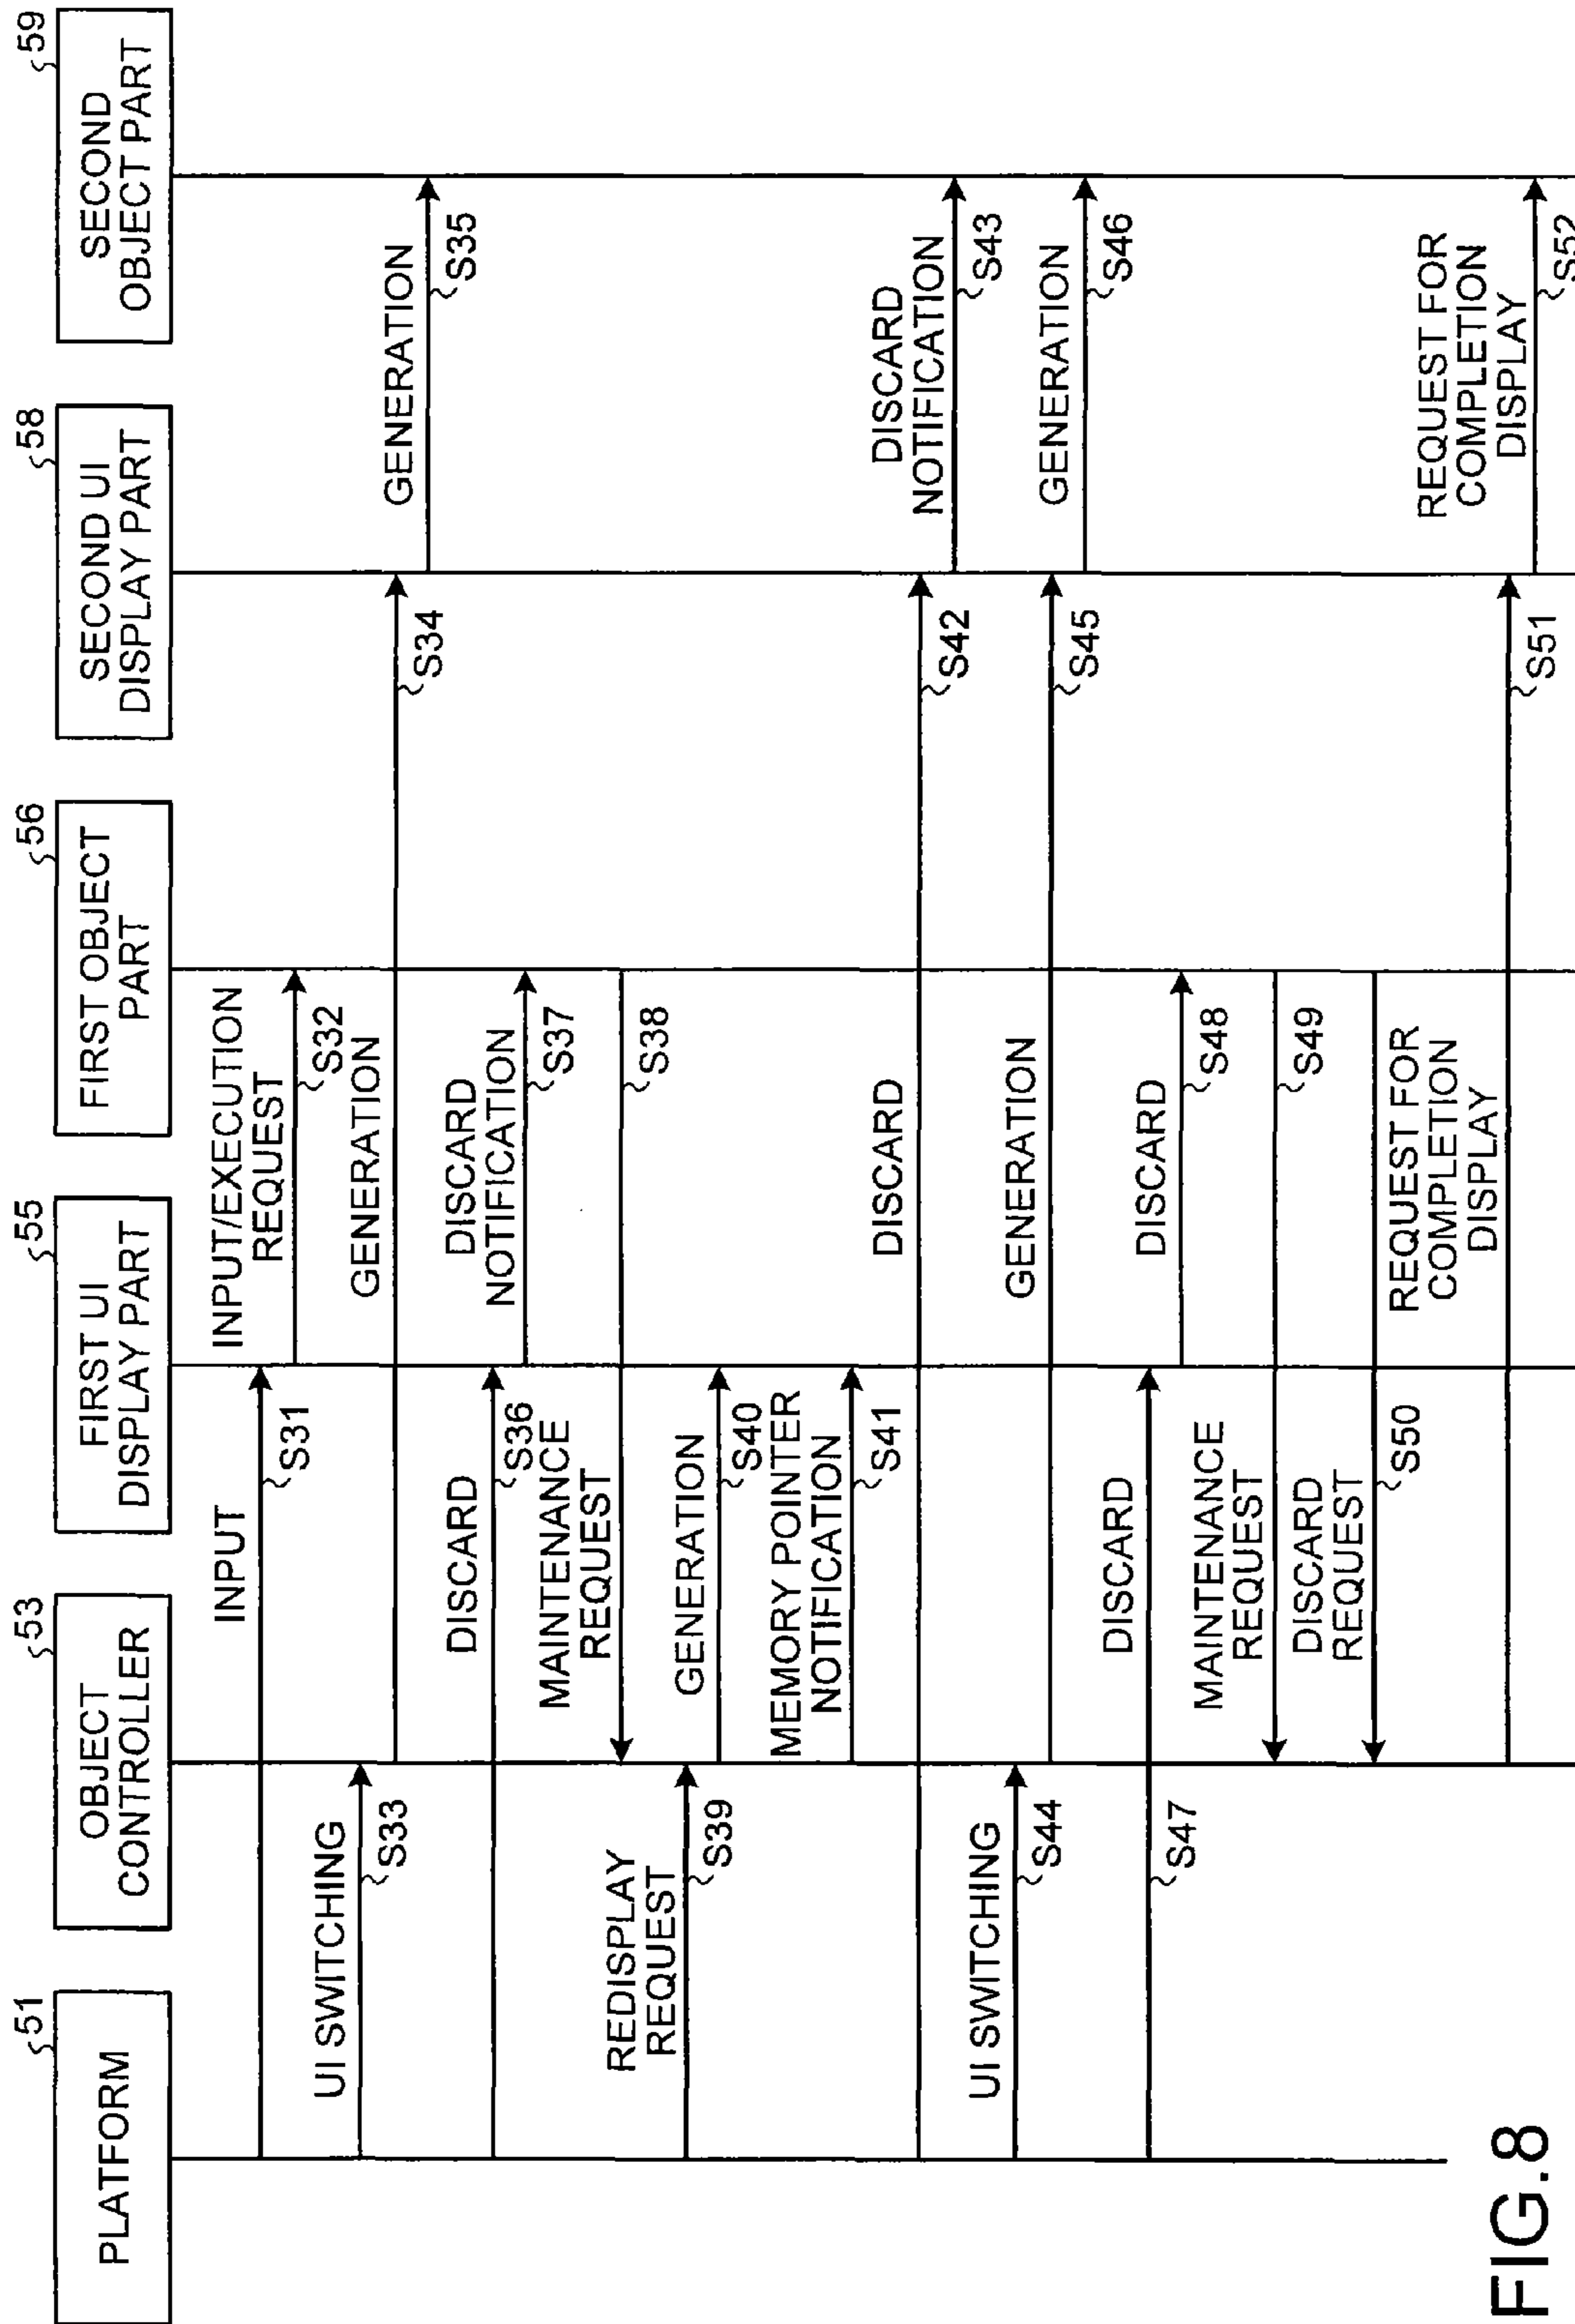 PLATFORM
51
OBJECT
CONTROLLER
53
FIRST UI
DISPLAY PART
55
FIRST OBJECT
PART
56
SECOND UI
DISPLAY PART
58
SECOND
OBJECT PART
59
INPUT
S31
INPUT/EXECUTION
REQUEST
S32
UI SWITCHING
S33
GENERATION
S34
GENERATION
S35
DISCARD
S36
DISCARD
NOTIFICATION
S37
MAINTENANCE
REQUEST
S38
REDISPLAY
REQUEST
S39
GENERATION
S40
MEMORY POINTER
NOTIFICATION
S41
DISCARD
S42
DISCARD
NOTIFICATION
S43
UI SWITCHING
S44
GENERATION
S45
GENERATION
S46
DISCARD
S47
DISCARD
S48
MAINTENANCE
REQUEST
S49
DISCARD
REQUEST
S50
REQUEST FOR
COMPLETION
DISPLAY
S51
REQUEST FOR
COMPLETION
DISPLAY
S52
FIG.8